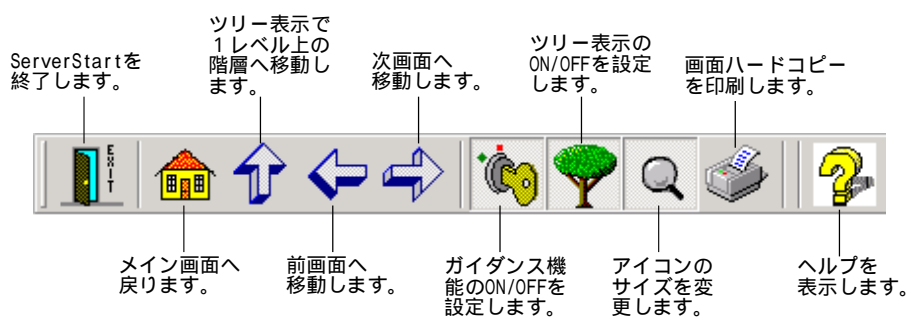 ServerStartを
終了します。
ツリー表示で
1レベル上の
階層へ移動し
ます。
次画面へ
移動します。
ツリー表示の
ON/OFFを設定
します。
画面ハードコピー
を印刷します。
EXIT
メイン画面へ
戻ります。
前画面へ
移動します。
ガイダンス機
能のON/OFFを
設定します。
アイコンの
サイズを変
更します。
ヘルプを
表示します。